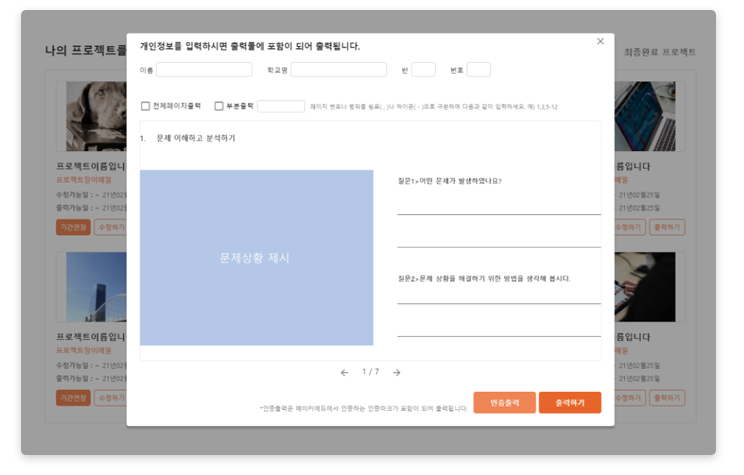 나의 프로젝트툴
최종완료 프로젝트
개인정보를 입력하시면 출력물에 포함이 되어 출력됩니다.
이름
학교명
반
번호
전체페이지출력
부분출력
페이지 번호나 범위를 쉼표( , )나 하이픈( - )으로 구분하여 다음과 같이 입력하세요. 예) 1,3,5-12
1. 문제 이해하고 분석하기
문제상황 제시
질문1>어떤 문제가 발생하였나요?
질문2>문제 상황을 해결하기 위한 방법을 생각해 봅시다.
1 / 7
*인증출력은 메이커에듀에서 인증하는 인증마크가 포함이 되어 출력됩니다.
인증출력
출력하기
프로젝트이름입니
프로젝트장이메일
수정가능일 : ~ 21년02
출력가능일 : ~ 21년02
기간연장
수정하기
름입니다
메일
21년02월25일
21년02월25일
수정하기
출력하기
프로젝트이름입니
프로젝트장이메일
수정가능일 : ~ 21년02
출력가능일 : ~ 21년02
기간연장
수정하기
름입니다
메일
21년02월25일
21년02월25일
수정하기
출력하기